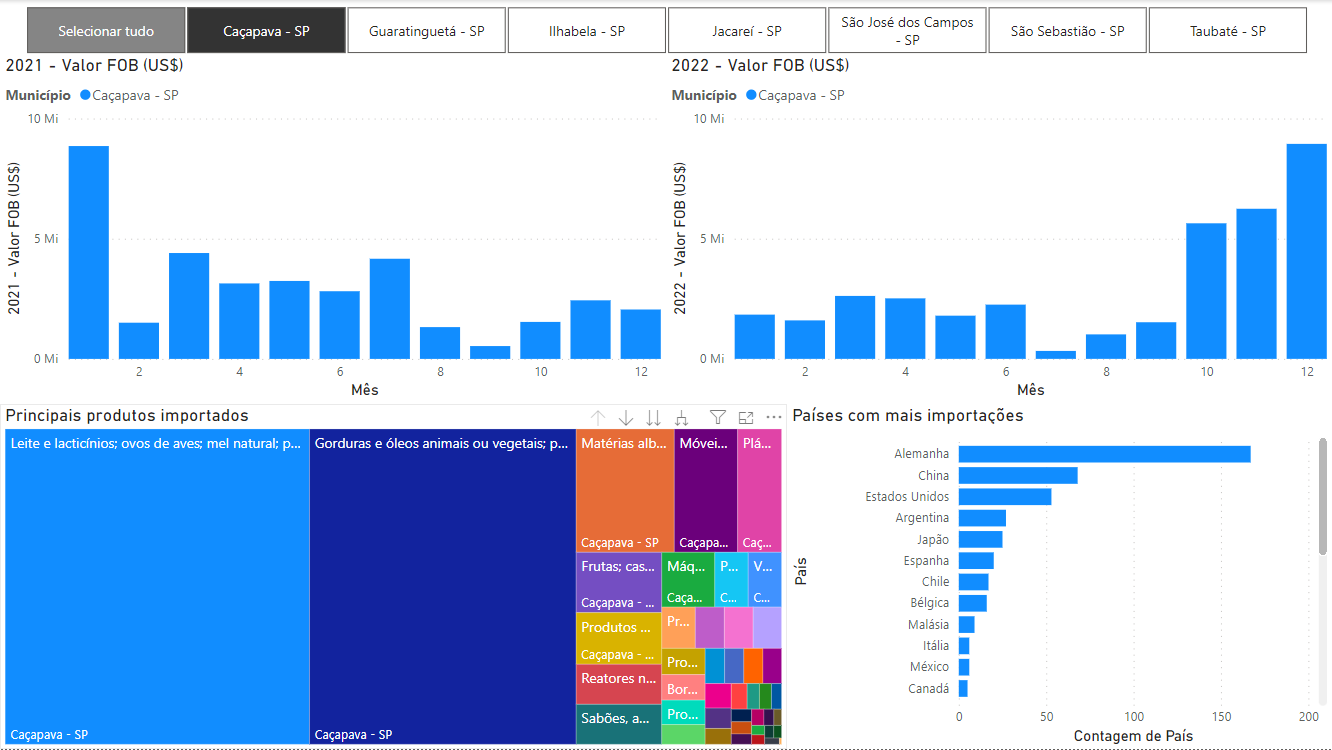 Selecionar tudo
Caçapava - SP
Guaratinguetá - SP
Ilhabela - SP
Jacareí - SP
São José dos Campos
- SP
São Sebastião - SP
Taubaté - SP
2021 - Valor FOB (US$)
Município Caçapava - SP
2021 - Valor FOB (US$)
10 Mi
5 Mi
0 Mi
2 4 6 8 10 12
Mês
2022 - Valor FOB (US$)
Município Caçapava - SP
2022 - Valor FOB (US$)
10 Mi
5 Mi
0 Mi
2 4 6 8 10 12
Mês
Principais produtos importados
Leite e lacticínios; ovos de aves; mel natural; p...
Caçapava - SP
Gorduras e óleos animais ou vegetais; p...
Caçapava - SP
Matérias alb...
Caçapava - SP
Móvei...
Caçapa...
Plá...
Caç...
Frutas; cas...
Caçapava - ...
Máq...
Caça...
P...
C...
V...
C...
Produtos ...
Caçapava - ...
Pr...
Reatores n...
Pro...
Bor...
Sabões, a...
Pro...
Países com mais importações
País
Alemanha
China
Estados Unidos
Argentina
Japão
Espanha
Chile
Bélgica
Malásia
Itália
México
Canadá
0 50 100 150 200
Contagem de País